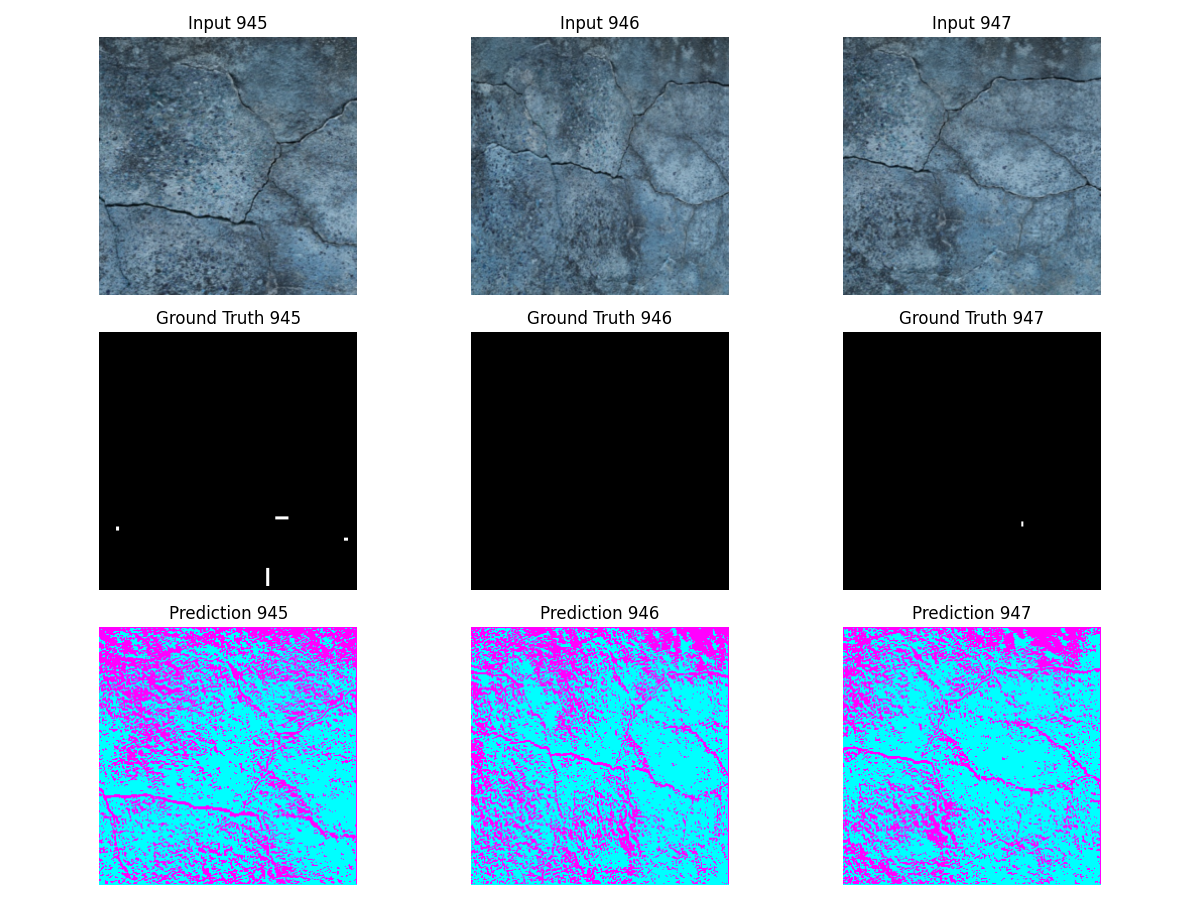 Input 945
Input 946
Input 947
Ground Truth 945
Ground Truth 946
Ground Truth 947
Prediction 945
Prediction 946
Prediction 947